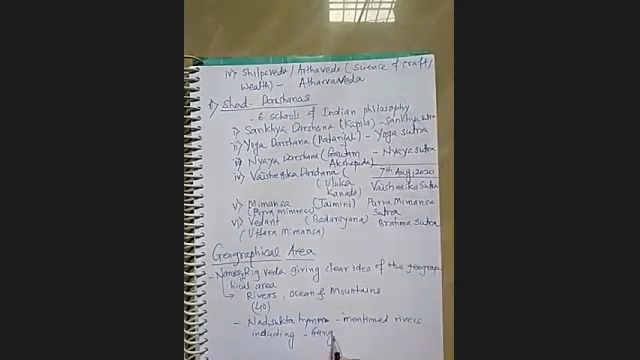 iv) Shilpaveda / Arthaveda (Science of craft/
wealth) - Atharvaveda
Shad-Darshanas
- 6 schools of Indian philosophy
i) Sankhya Darshana (Kapila) - Sankhya Sutra
ii) Yoga Darshana (Patanjali) - Yoga Sutra
iii) Nyaya Darshana (Gautam Akshapada) - Nyaya Sutra
iv) Vaisheshika Darshana (Uluka Kanada)
7th Aug, 2020
Vaisheshika Sutra
v) Mimansa (Jaimini) Purva Mimansa Sutra
(Purva mimansa)
vi) Vedant (Badarayana) Brahma Sutra
(Uttara Mimansa)
Geographical Area
- Names in Rig veda giving clear idea of the geographical area
→ Rivers, Ocean & Mountains
(40)
- Nadisukta hymn - mentioned rivers
including - Gang